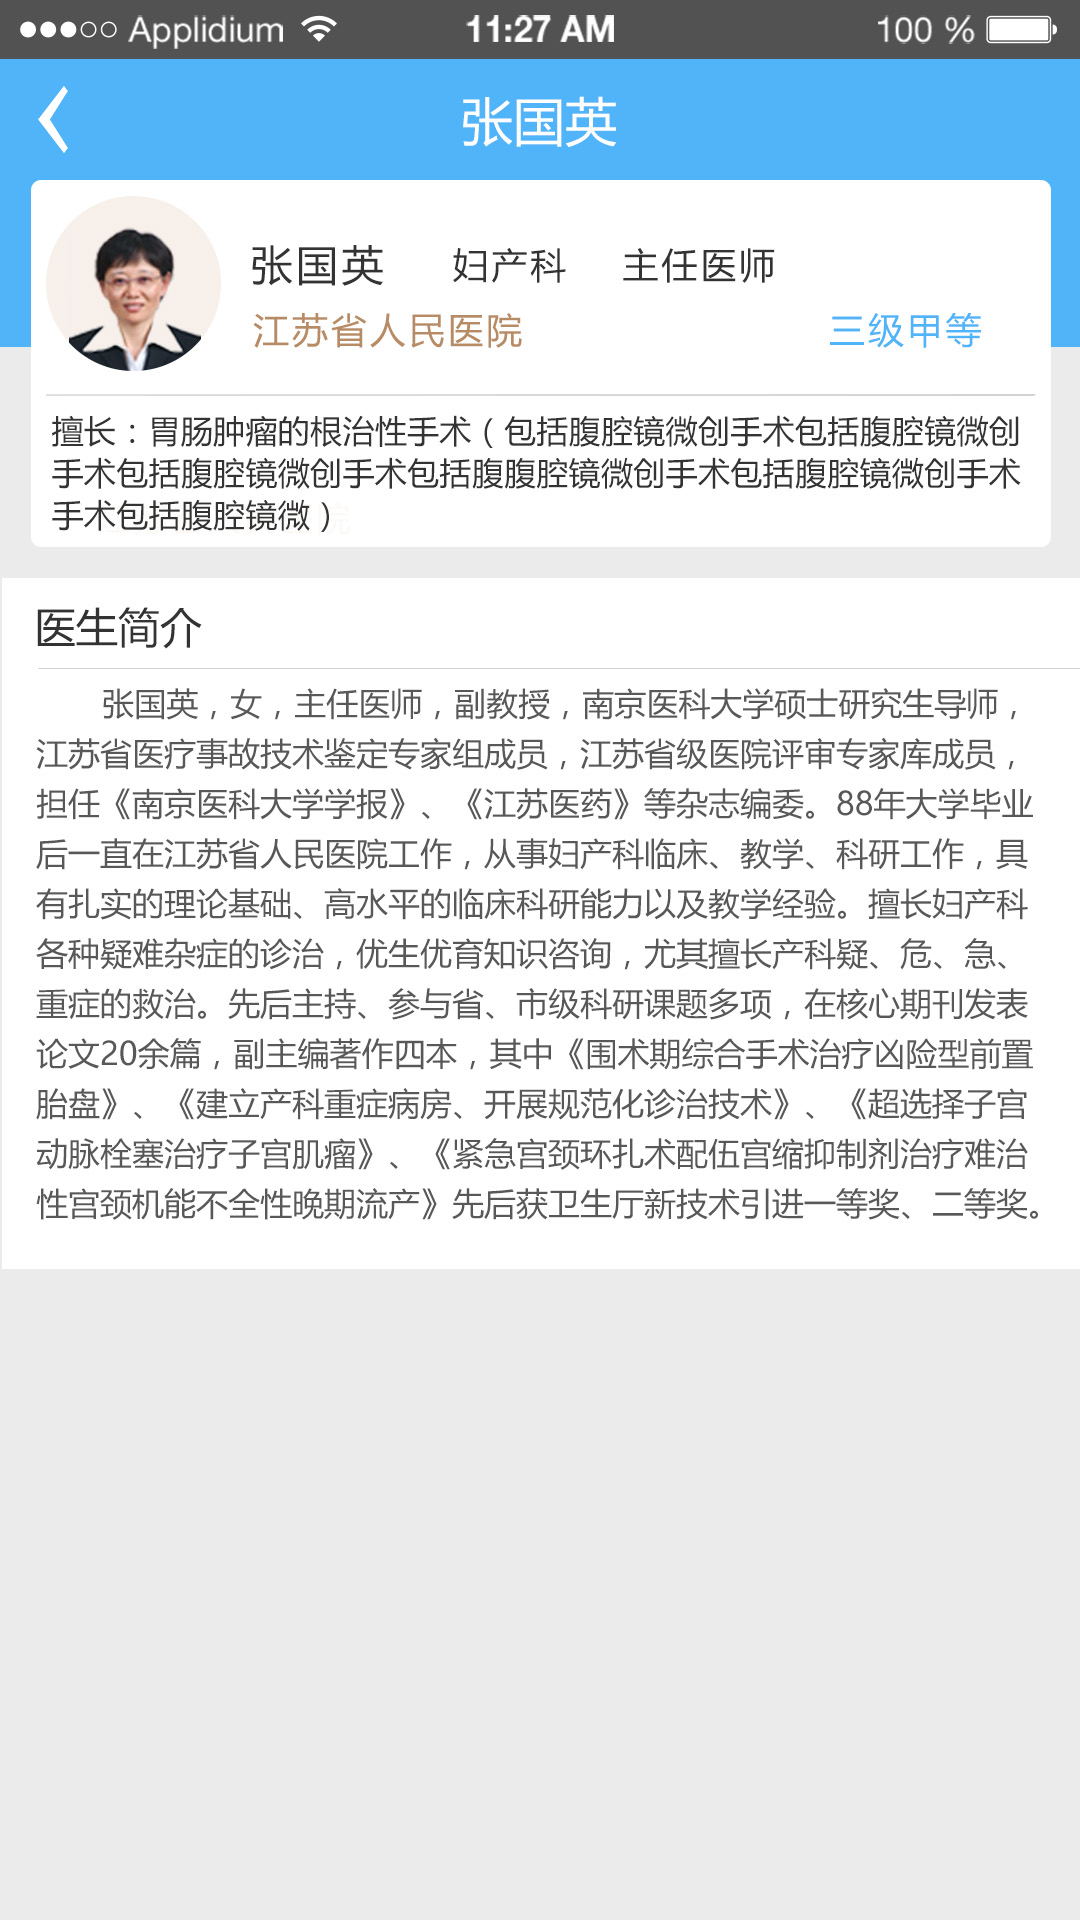 Applidium 11:27 AM 100 %
张国英
张国英 妇产科 主任医师
江苏省人民医院 三级甲等
擅长：胃肠肿瘤的根治性手术（包括腹腔镜微创手术包括腹腔镜微创
手术包括腹腔镜微创手术包括腹腹腔镜微创手术包括腹腔镜微创手术
手术包括腹腔镜微）
医生简介
张国英，女，主任医师，副教授，南京医科大学硕士研究生导师，
江苏省医疗事故技术鉴定专家组成员，江苏省级医院评审专家库成员，
担任《南京医科大学学报》、《江苏医药》等杂志编委。88年大学毕业
后一直在江苏省人民医院工作，从事妇产科临床、教学、科研工作，具
有扎实的理论基础、高水平的临床科研能力以及教学经验。擅长妇产科
各种疑难杂症的诊治，优生优育知识咨询，尤其擅长产科疑、危、急、
重症的救治。先后主持、参与省、市级科研课题多项，在核心期刊发表
论文20余篇，副主编著作四本，其中《围术期综合手术治疗凶险型前置
胎盘》、《建立产科重症病房、开展规范化诊治技术》、《超选择子宫
动脉栓塞治疗子宫肌瘤》、《紧急宫颈环扎术配伍宫缩抑制剂治疗难治
性宫颈机能不全性晚期流产》先后获卫生厅新技术引进一等奖、二等奖。